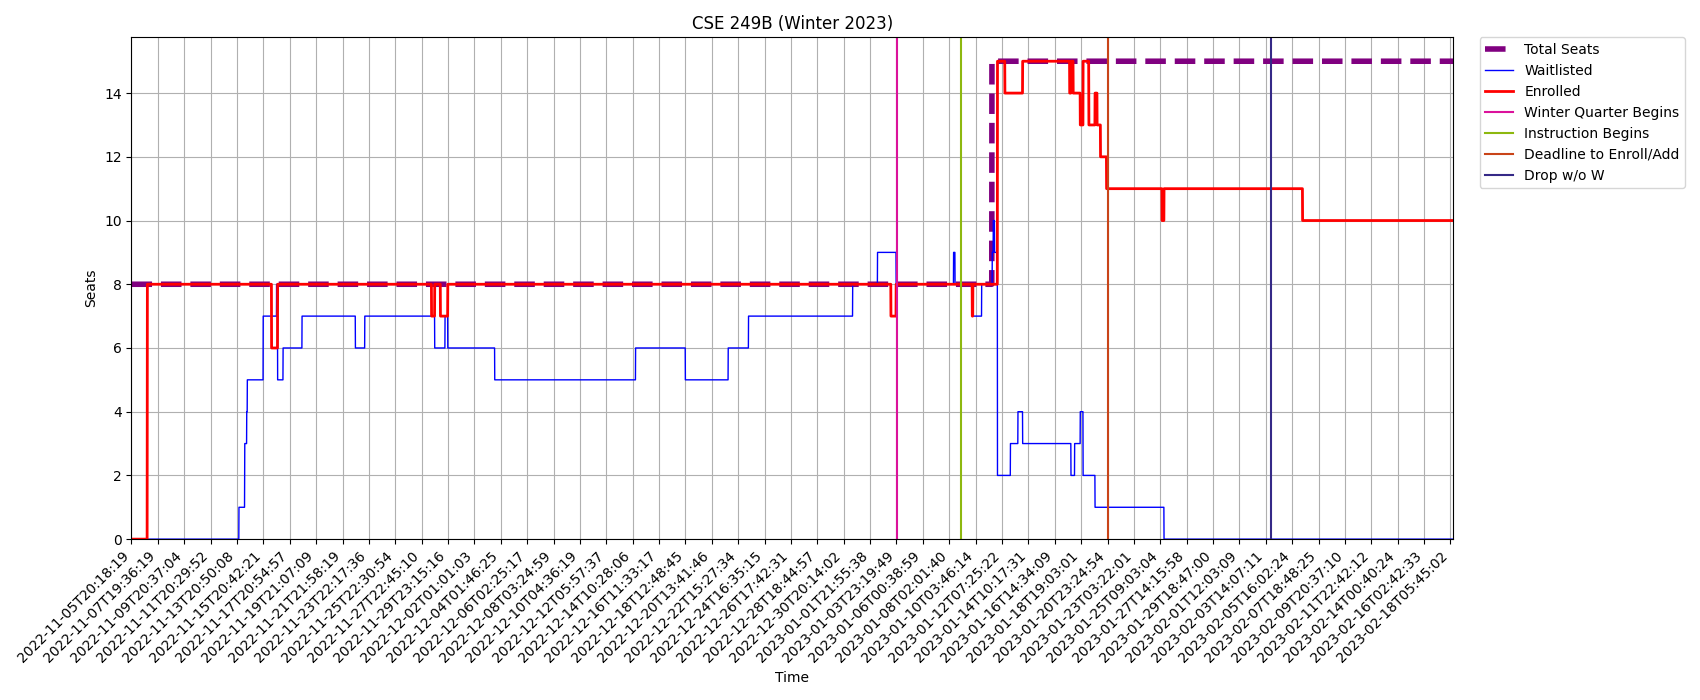 CSE 249B (Winter 2023)
Total Seats
Waitlisted
Enrolled
Winter Quarter Begins
Instruction Begins
Deadline to Enroll/Add
Drop w/o W
Seats
14
12
10
8
6
4
2
0
2022-11-05T20:18:19
2022-11-07T19:36:19
2022-11-09T20:37:04
2022-11-11T20:29:52
2022-11-13T20:50:08
2022-11-15T20:42:21
2022-11-17T20:54:57
2022-11-19T21:07:09
2022-11-21T21:58:19
2022-11-23T22:17:36
2022-11-25T22:30:54
2022-11-27T22:45:10
2022-11-29T23:15:16
2022-12-02T01:01:03
2022-12-04T01:46:25
2022-12-06T02:25:17
2022-12-08T03:24:59
2022-12-10T04:36:19
2022-12-12T05:57:37
2022-12-14T10:28:06
2022-12-16T11:33:17
2022-12-18T12:48:45
2022-12-20T13:41:46
2022-12-22T15:27:34
2022-12-24T16:35:15
2022-12-26T17:42:31
2022-12-28T18:44:57
2022-12-30T20:14:02
2023-01-01T21:55:38
2023-01-03T23:19:49
2023-01-06T00:38:59
2023-01-08T02:01:40
2023-01-10T03:46:14
2023-01-12T07:25:22
2023-01-14T10:17:31
2023-01-16T14:34:09
2023-01-18T19:03:01
2023-01-20T23:24:54
2023-01-23T03:22:01
2023-01-25T09:03:04
2023-01-27T14:15:58
2023-01-29T18:47:00
2023-02-01T12:03:09
2023-02-03T14:07:11
2023-02-05T16:02:24
2023-02-07T18:48:25
2023-02-09T20:37:10
2023-02-11T22:42:12
2023-02-14T00:40:24
2023-02-16T02:42:33
2023-02-18T05:45:02
Time